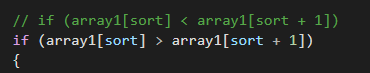 // if (array1[sort] < array1[sort + 1])
if (array1[sort] > array1[sort + 1])
{